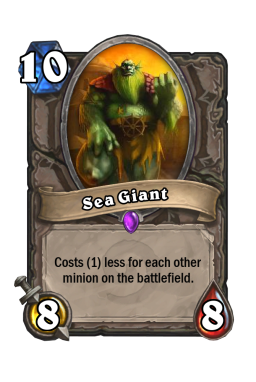 10
Sea Giant
Costs (1) less for each other
minion on the battlefield.
8
8